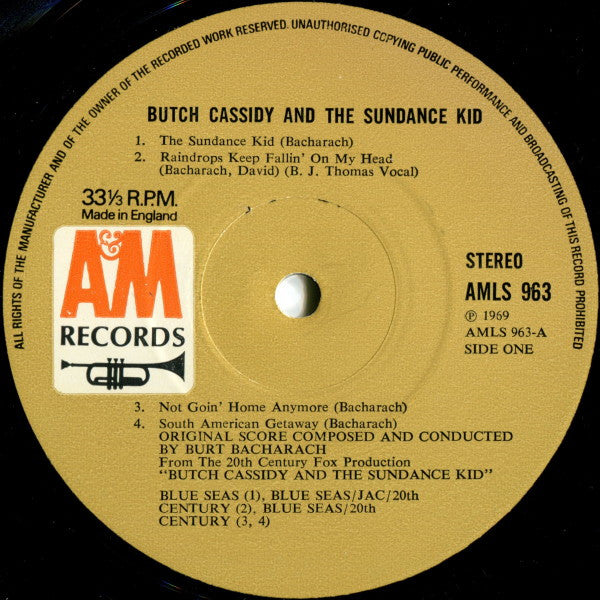 ALL RIGHTS OF THE MANUFACTURER AND OF THE OWNER OF THE RECORDED WORK RESERVED. UNAUTHORISED COPYING PUBLIC PERFORMANCE AND BROADCASTING OF THIS RECORD PROHIBITED
BUTCH CASSIDY AND THE SUNDANCE KID
1. The Sundance Kid (Bacharach)
2. Raindrops Keep Fallin' On My Head
(Bacharach, David) (B. J. Thomas Vocal)
33⅓ R.P.M.
Made in England
A&M
RECORDS
STEREO
AMLS 963
℗ 1969
AMLS 963-A
SIDE ONE
3. Not Goin' Home Anymore (Bacharach)
4. South American Getaway (Bacharach)
ORIGINAL SCORE COMPOSED AND CONDUCTED
BY BURT BACHARACH
From The 20th Century Fox Production
"BUTCH CASSIDY AND THE SUNDANCE KID"
BLUE SEAS (1), BLUE SEAS/JAC/20th
CENTURY (2), BLUE SEAS/20th
CENTURY (3, 4)